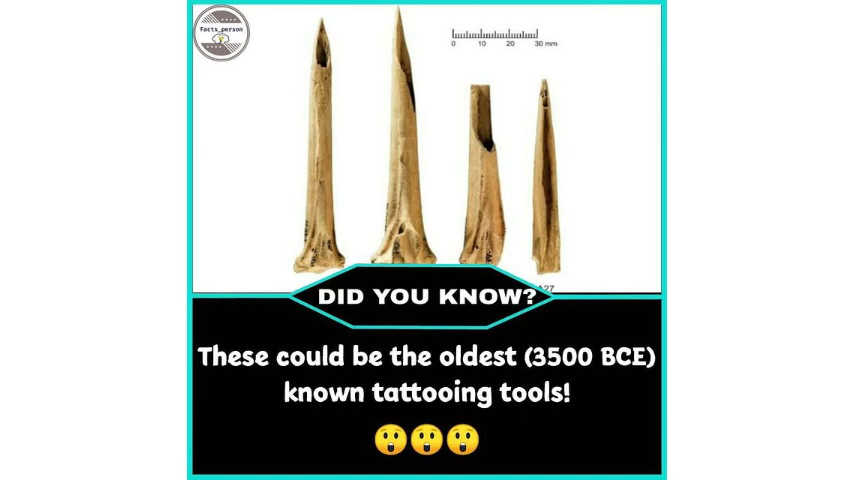 Facts_person
0 10 20 30 mm
27
DID YOU KNOW?
These could be the oldest (3500 BCE)
known tattooing tools!
😲😲😲